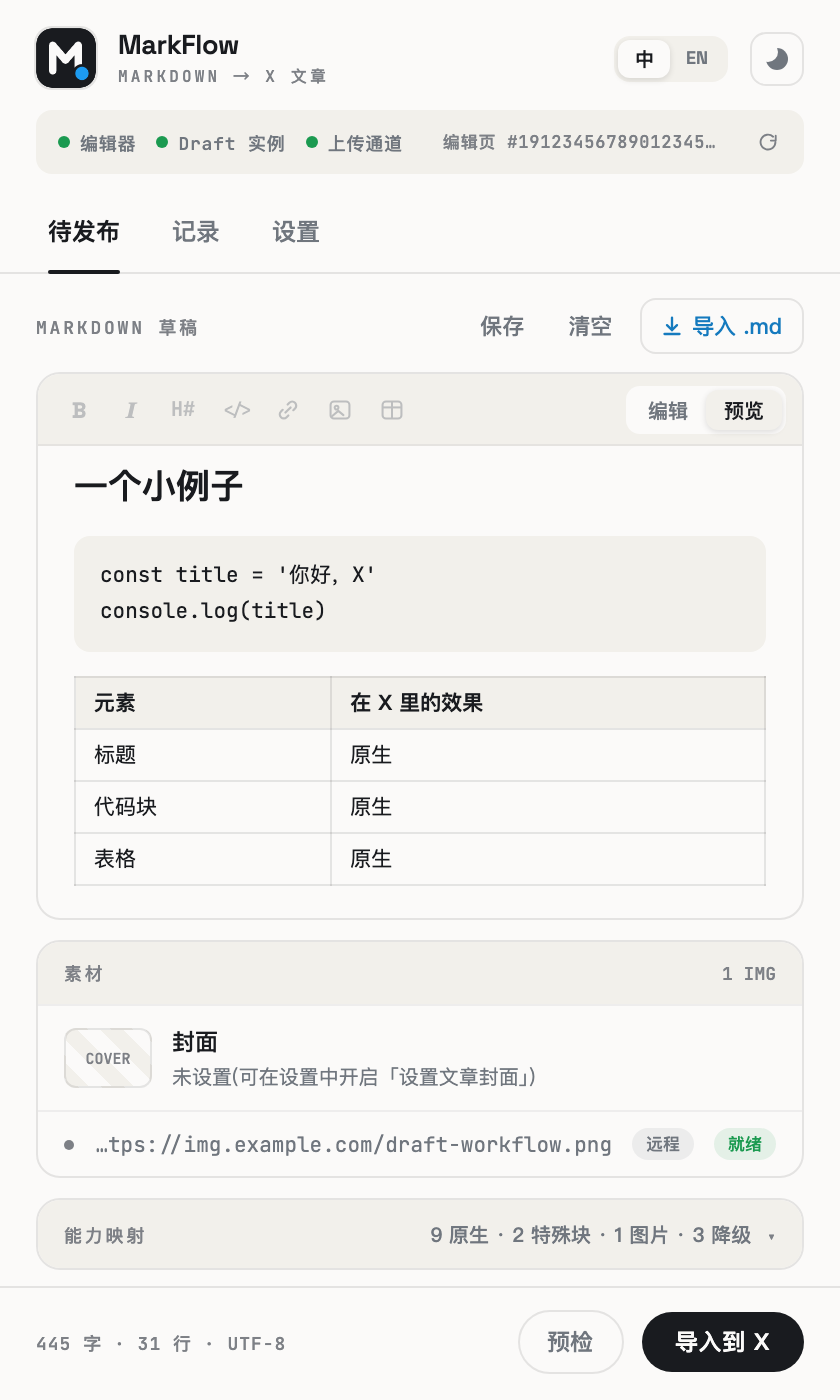 MarkFlow
MARKDOWN → X 文章
中 EN
编辑器 Draft 实例 上传通道 编辑页 #19123456789012345…
待发布 记录 设置
MARKDOWN 草稿 保存 清空 导入 .md
B I H# </> 编辑 预览
一个小例子
const title = '你好, X'
console.log(title)
元素 在 X 里的效果
标题 原生
代码块 原生
表格 原生
素材 1 IMG
COVER 封面
未设置(可在设置中开启「设置文章封面」)
…tps://img.example.com/draft-workflow.png 远程 就绪
能力映射 9 原生 · 2 特殊块 · 1 图片 · 3 降级 ▾
445 字 · 31 行 · UTF-8 预检 导入到 X